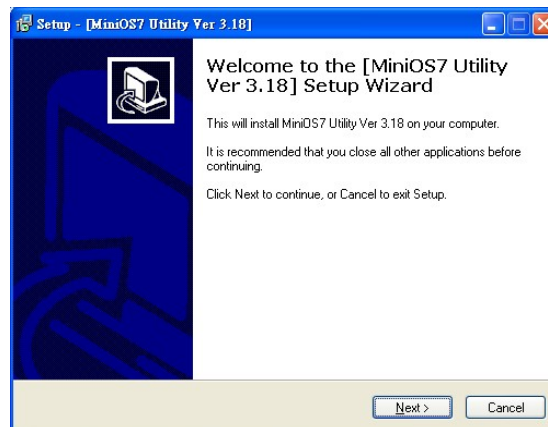 Setup - [MiniOS7 Utility Ver 3.18]
Welcome to the [MiniOS7 Utility
Ver 3.18] Setup Wizard
This will install MiniOS7 Utility Ver 3.18 on your computer.
It is recommended that you close all other applications before
continuing.
Click Next to continue, or Cancel to exit Setup.
Next >
Cancel